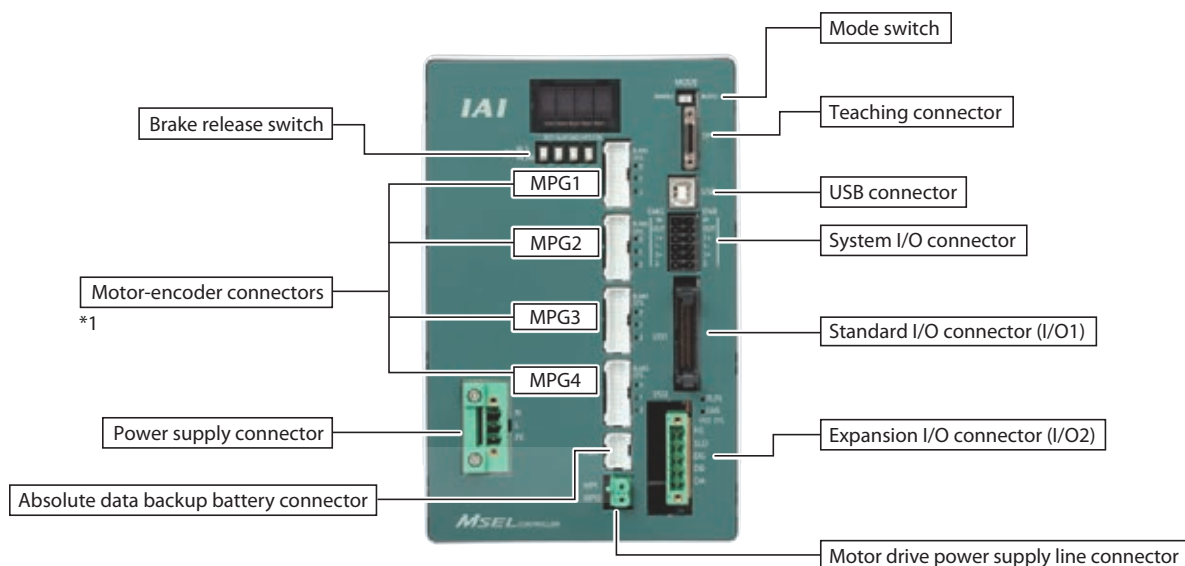 Mode switch
MODE
IAI
Teaching connector
Brake release switch
MPG1
USB connector
MPG2
System I/O connector
Motor-encoder connectors
*1
MPG3
Standard I/O connector (I/O1)
MPG4
Power supply connector
Expansion I/O connector (I/O2)
Absolute data backup battery connector
MSEL CONTROLLER
Motor drive power supply line connector